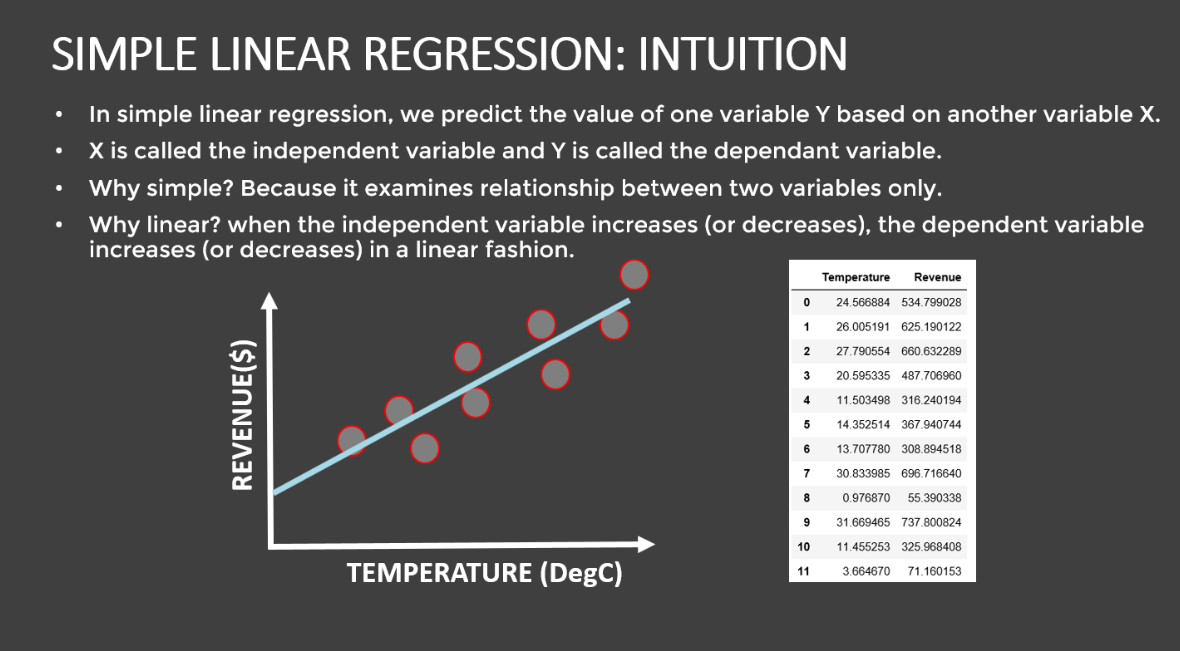 SIMPLE LINEAR REGRESSION: INTUITION
• In simple linear regression, we predict the value of one variable Y based on another variable X.
• X is called the independent variable and Y is called the dependant variable.
• Why simple? Because it examines relationship between two variables only.
• Why linear? when the independent variable increases (or decreases), the dependent variable
increases (or decreases) in a linear fashion.
REVENUE($)
TEMPERATURE (DegC)
Temperature Revenue
0 24.566884 534.799028
1 26.005191 625.190122
2 27.790554 660.632289
3 20.595335 487.706960
4 11.503498 316.240194
5 14.352514 367.940744
6 13.707780 308.894518
7 30.833985 696.716640
8 0.976870 55.390338
9 31.669465 737.800824
10 11.455253 325.968408
11 3.664670 71.160153